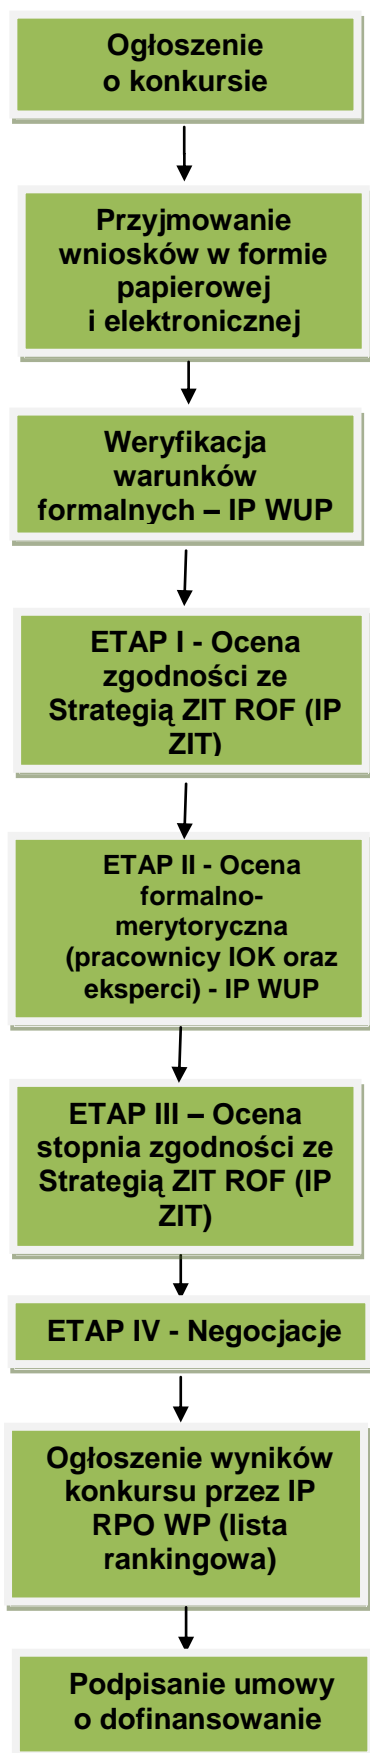 Ogłoszenie
o konkursie
Przyjmowanie
wniosków w formie
papierowej
i elektronicznej
Weryfikacja
warunków
formalnych – IP WUP
ETAP I - Ocena
zgodności ze
Strategią ZIT ROF (IP
ZIT)
ETAP II - Ocena
formalno-
merytoryczna
(pracownicy IOK oraz
eksperci) - IP WUP
ETAP III – Ocena
stopnia zgodności ze
Strategią ZIT ROF (IP
ZIT)
ETAP IV - Negocjacje
Ogłoszenie wyników
konkursu przez IP
RPO WP (lista
rankingowa)
Podpisanie umowy
o dofinansowanie